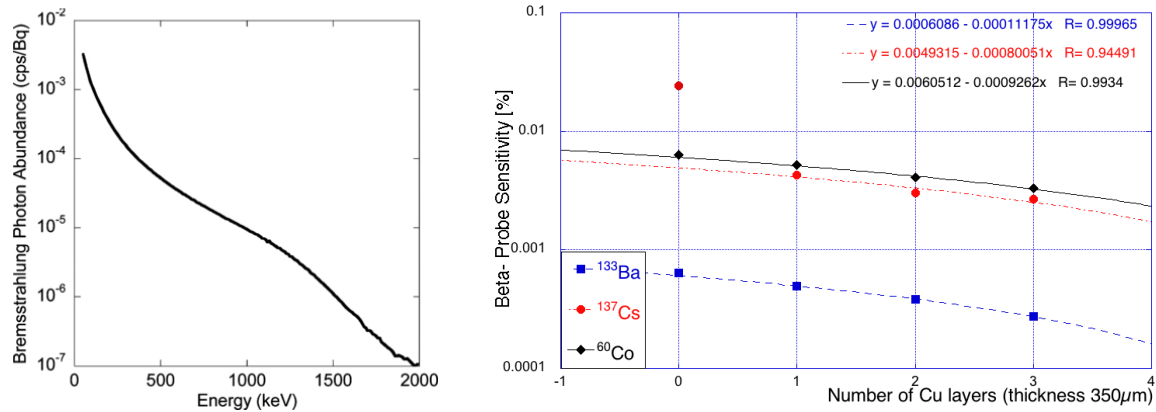 Bremsstrahlung Photon Abundance (cps/Bq)
10-2
10-3
10-4
10-5
10-6
10-7
0 500 1000 1500 2000
Energy (keV)
Beta- Probe Sensitivity [%]
0.1
0.01
0.001
0.0001
y = 0.0006086 - 0.00011175x R= 0.99965
y = 0.0049315 - 0.00080051x R= 0.94491
y = 0.0060512 - 0.0009262x R= 0.9934
133Ba
137Cs
60Co
-1 0 1 2 3 4
Number of Cu layers (thickness 350µm)